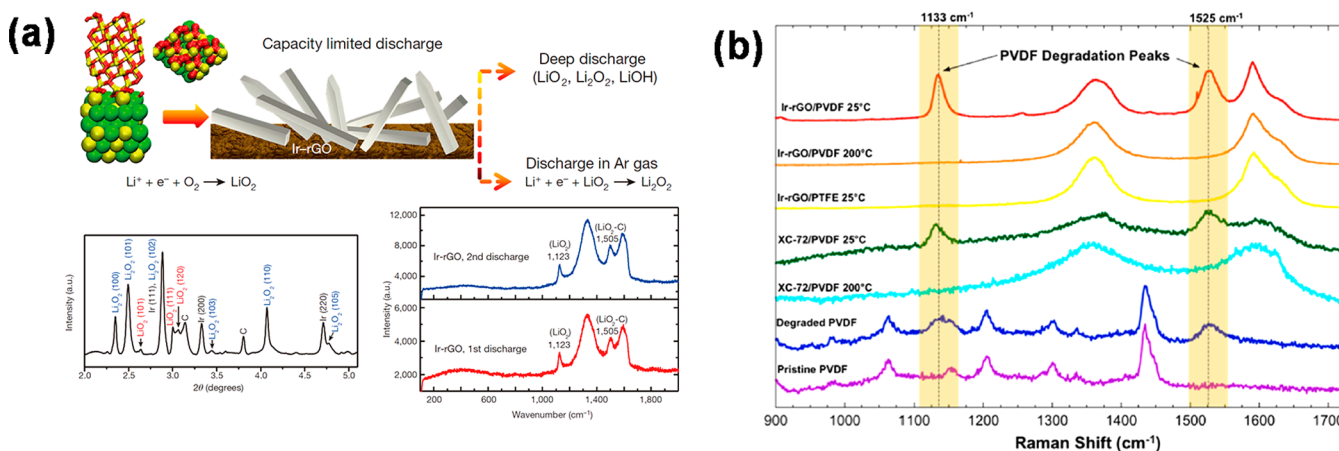 (a)
Capacity limited discharge
Ir–rGO
Li⁺ + e⁻ + O₂ → LiO₂
Deep discharge
(LiO₂, Li₂O₂, LiOH)
Discharge in Ar gas
Li⁺ + e⁻ + LiO₂ → Li₂O₂
Intensity (a.u.)
Li₂O₂ (100)
Li₂O₂ (101)
LiO₂ (101)
Ir (111), Li₂O₂ (102)
LiO₂ (111)
LiO₂ (120)
C
Ir (200)
Li₂O₂ (103)
C
Li₂O₂ (110)
Ir (220)
Li₂O₂ (105)
2.0 2.5 3.0 3.5 4.0 4.5 5.0
2θ (degrees)
Intensity (a.u.)
12,000
8,000
4,000
Ir-rGO, 2nd discharge
(LiO₂)
1,123
(LiO₂-C)
1,505
6,000
4,000
2,000
Ir-rGO, 1st discharge
(LiO₂)
1,123
(LiO₂-C)
1,505
200 600 1,000 1,400 1,800
Wavenumber (cm⁻¹)
(b)
1133 cm⁻¹ 1525 cm⁻¹
PVDF Degradation Peaks
Ir-rGO/PVDF 25°C
Ir-rGO/PVDF 200°C
Ir-rGO/PTFE 25°C
XC-72/PVDF 25°C
XC-72/PVDF 200°C
Degraded PVDF
Pristine PVDF
900 1000 1100 1200 1300 1400 1500 1600 1700
Raman Shift (cm⁻¹)